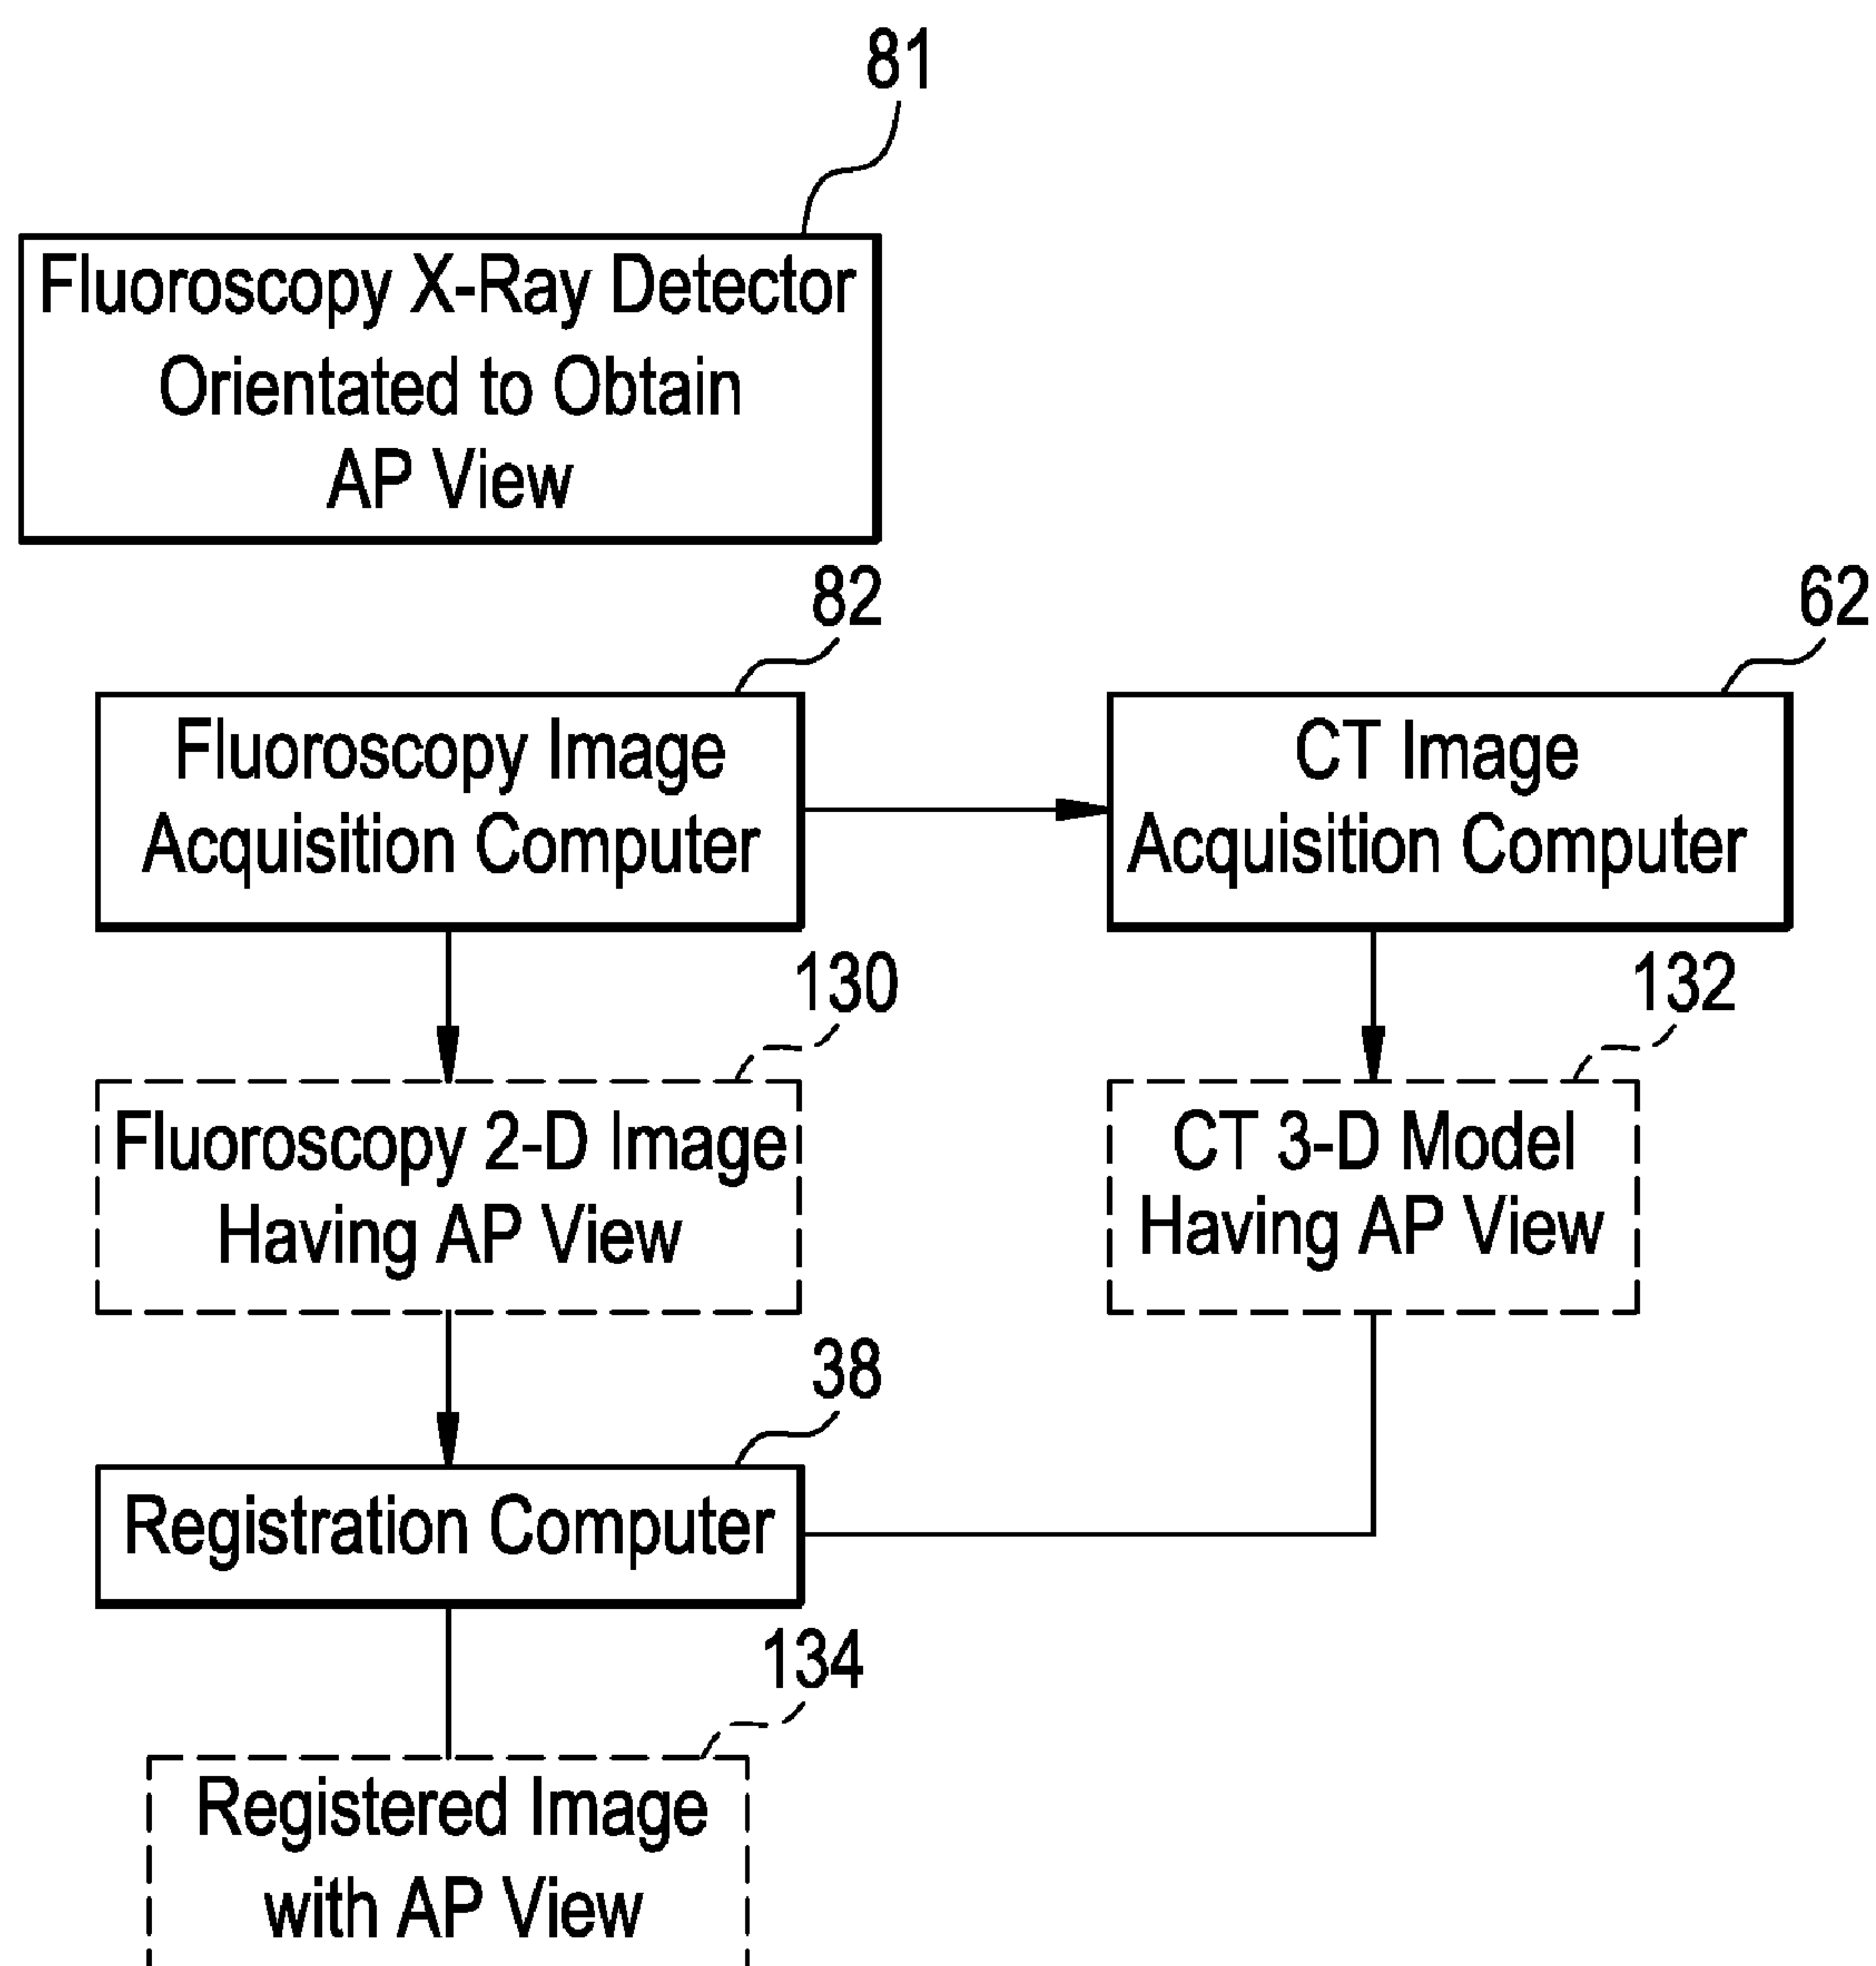 81
Fluoroscopy X-Ray Detector
Orientated to Obtain
AP View
82
62
Fluoroscopy Image
Acquisition Computer
CT Image
Acquisition Computer
130
132
Fluoroscopy 2-D Image
Having AP View
CT 3-D Model
Having AP View
38
Registration Computer
134
Registered Image
with AP View